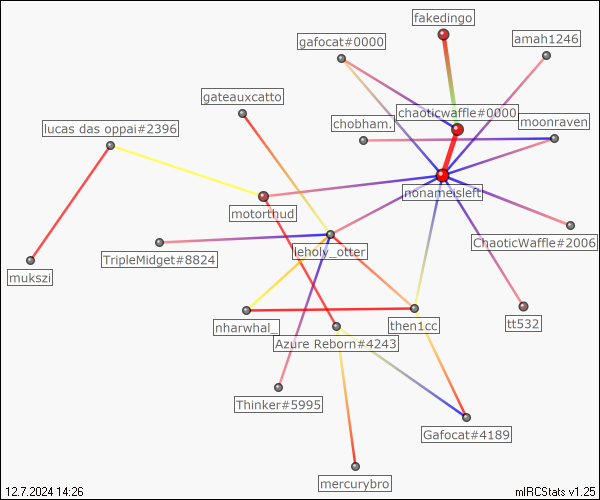 fakedingo
gafocat#0000
amah1246
gateauxcatto
chaoticwaffle#0000
chobham.
moonraven
lucas das oppai#2396
nonameisleft
motorthud
ChaoticWaffle#2006
leholy_otter
TripleMidget#8824
mukszi
nharwhal_
then1cc
tt532
Azure Reborn#4243
Thinker#5995
Gafocat#4189
mercurybro
12.7.2024 14:26
mIRCStats v1.25